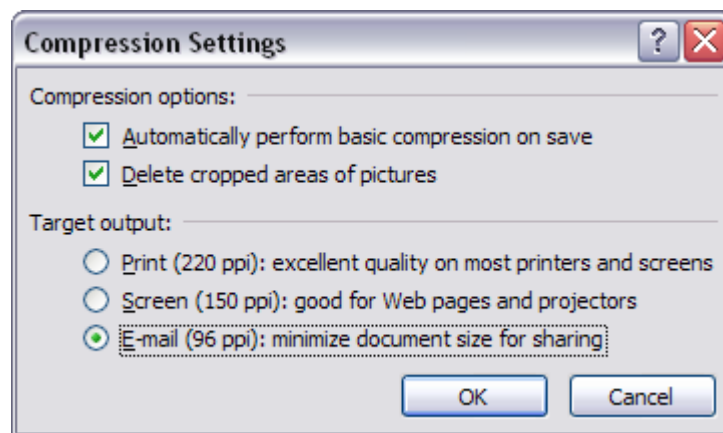 Compression Settings
?
Compression options:
Automatically perform basic compression on save
Delete cropped areas of pictures
Target output:
Print (220 ppi): excellent quality on most printers and screens
Screen (150 ppi): good for Web pages and projectors
E-mail (96 ppi): minimize document size for sharing
OK Cancel